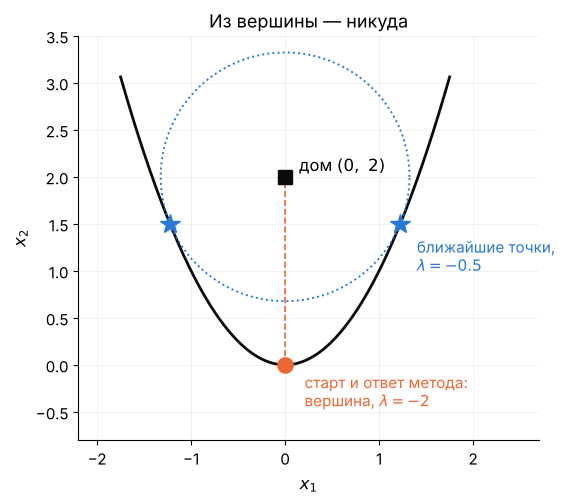 Из вершины — никуда
3.5
3.0
2.5
2.0
1.5
1.0
0.5
0.0
−0.5
x₂
дом (0, 2)
ближайшие точки,
λ = −0.5
старт и ответ метода:
вершина, λ = −2
−2 −1 0 1 2
x₁